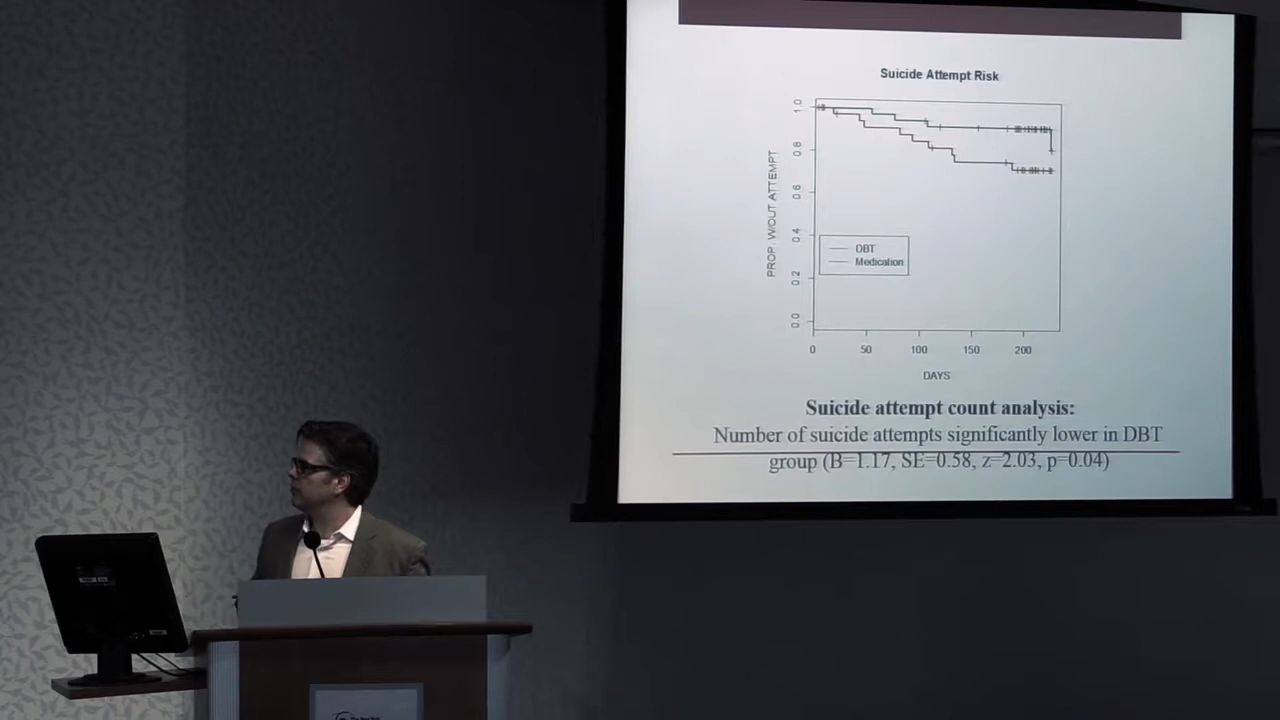 Suicide Attempt Risk
PROP. W/OUT ATTEMPT
1.0
0.8
0.6
0.4
0.2
0.0
DBT
Medication
0 50 100 150 200
DAYS
Suicide attempt count analysis:
Number of suicide attempts significantly lower in DBT
group (B=1.17, SE=0.58, z=2.03, p=0.04)